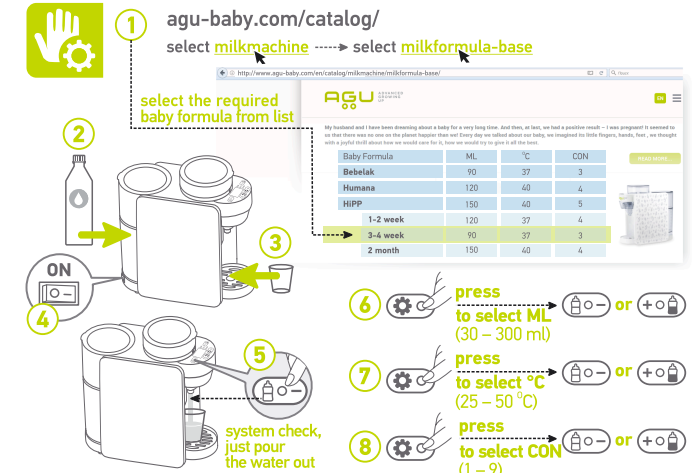 1
agu-baby.com/catalog/
select milkmachine select milkformula-base
http://www.agu-baby.com/en/catalog/milkmachine/milkformula-base/
select the required
baby formula from list
AGU ADVANCED
GROWING
UP
EN
My husband and I have been dreaming about a baby for a very long time. And then, at last, we had a positive result – I was pregnant! It seemed to
us that there was no one on the planet happier than we! Every day we talked about our baby, we imagined its little fingers, hands, feet , we thought
with a joyful thrill about how we would care for it, how we would try to give it all the best.
READ MORE...
Baby Formula ML °C CON
Bebelak 90 37 3
Humana 120 40 4
HiPP 150 40 5
1-2 week 120 37 4
3-4 week 90 37 3
2 month 150 40 4
2
3
ON
4
5
system check,
just pour
the water out
6
press
to select ML
(30 – 300 ml)
or
7
press
to select °C
(25 – 50 °C)
or
8
press
to select CON
(1 – 9)
or